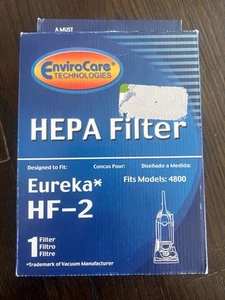 A MUST
EnviroCare®
TECHNOLOGIES
HEPA Filter
Designed to Fit:
Concus Pour:
Diseñado a Medida:
Eureka*
Fits Models: 4800
HF-2
1 Filter
Filtro
Filtre
*Trademark of Vacuum Manufacturer